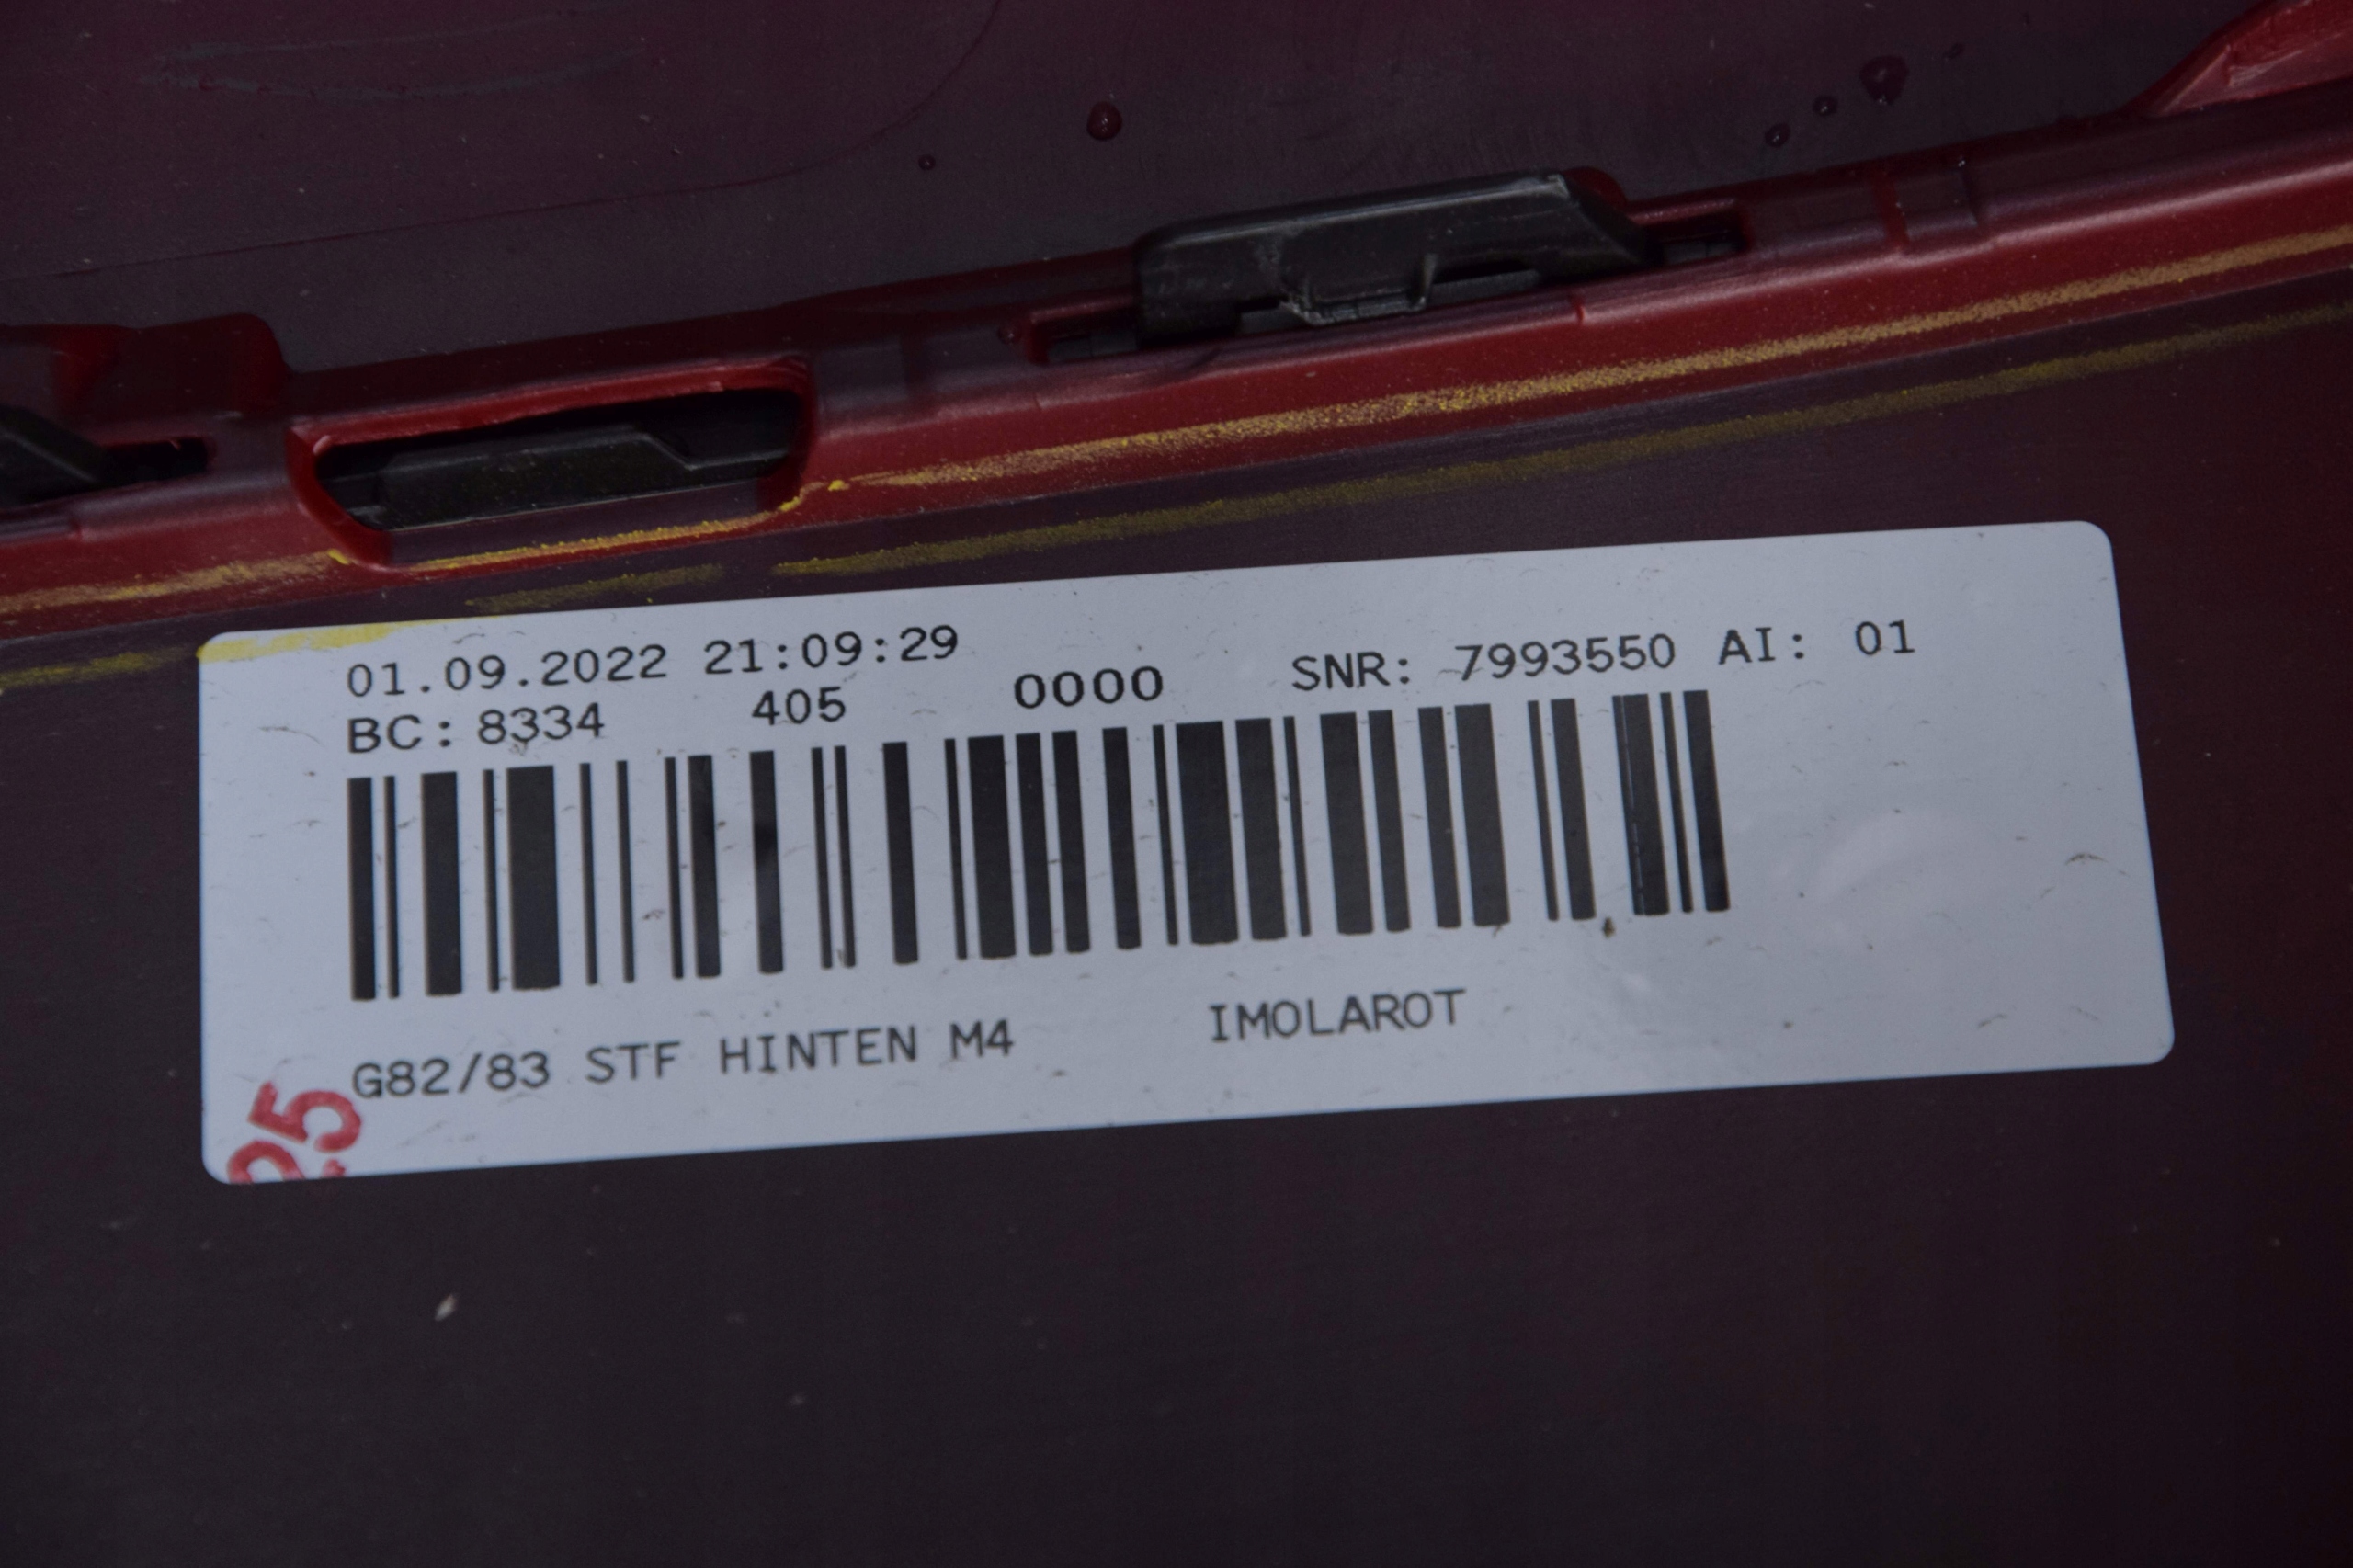 01.09.2022 21:09:29 SNR: 7993550 AI: 01
BC: 8334 405 0000
G82/83 STF HINTEN M4 IMOLAROT
25